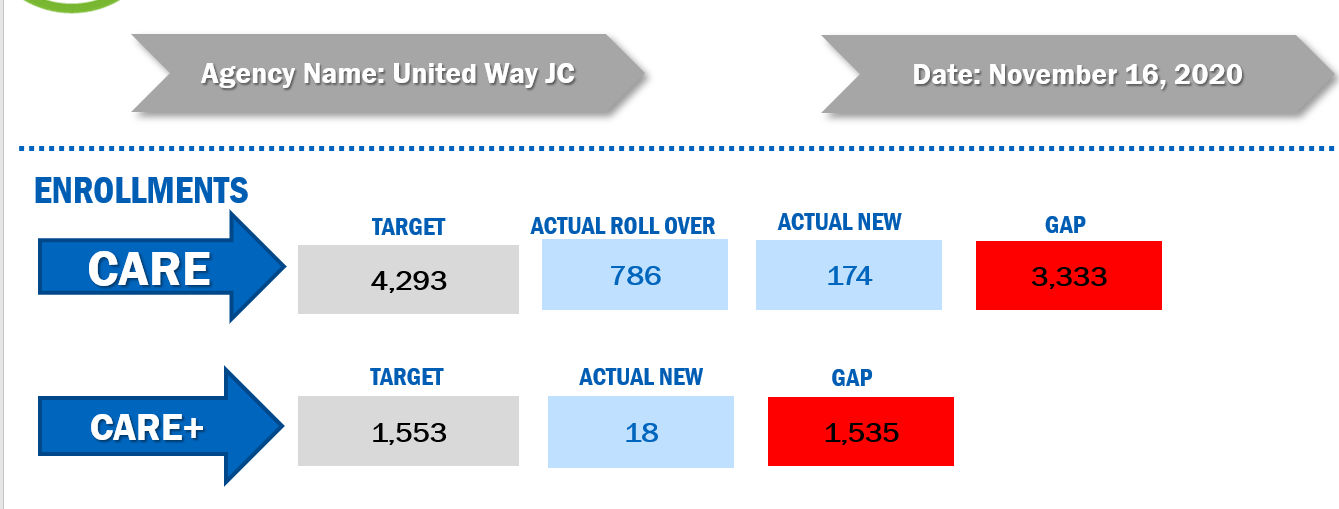 Agency Name: United Way JC
Date: November 16, 2020
ENROLLMENTS
TARGET
ACTUAL ROLL OVER
ACTUAL NEW
GAP
CARE
4,293
786
174
3,333
TARGET
ACTUAL NEW
GAP
CARE+
1,553
18
1,535